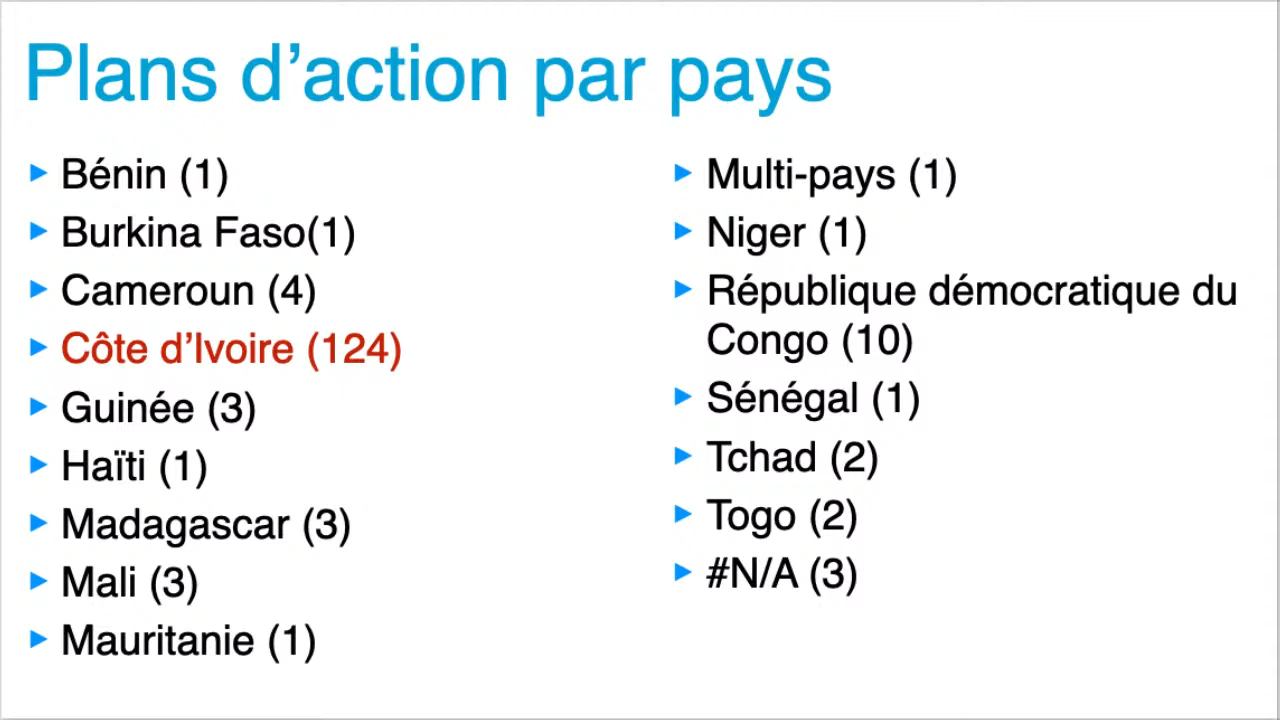 Plans d’action par pays
Bénin (1)
Burkina Faso(1)
Cameroun (4)
Côte d’Ivoire (124)
Guinée (3)
Haïti (1)
Madagascar (3)
Mali (3)
Mauritanie (1)
Multi-pays (1)
Niger (1)
République démocratique du
Congo (10)
Sénégal (1)
Tchad (2)
Togo (2)
#N/A (3)